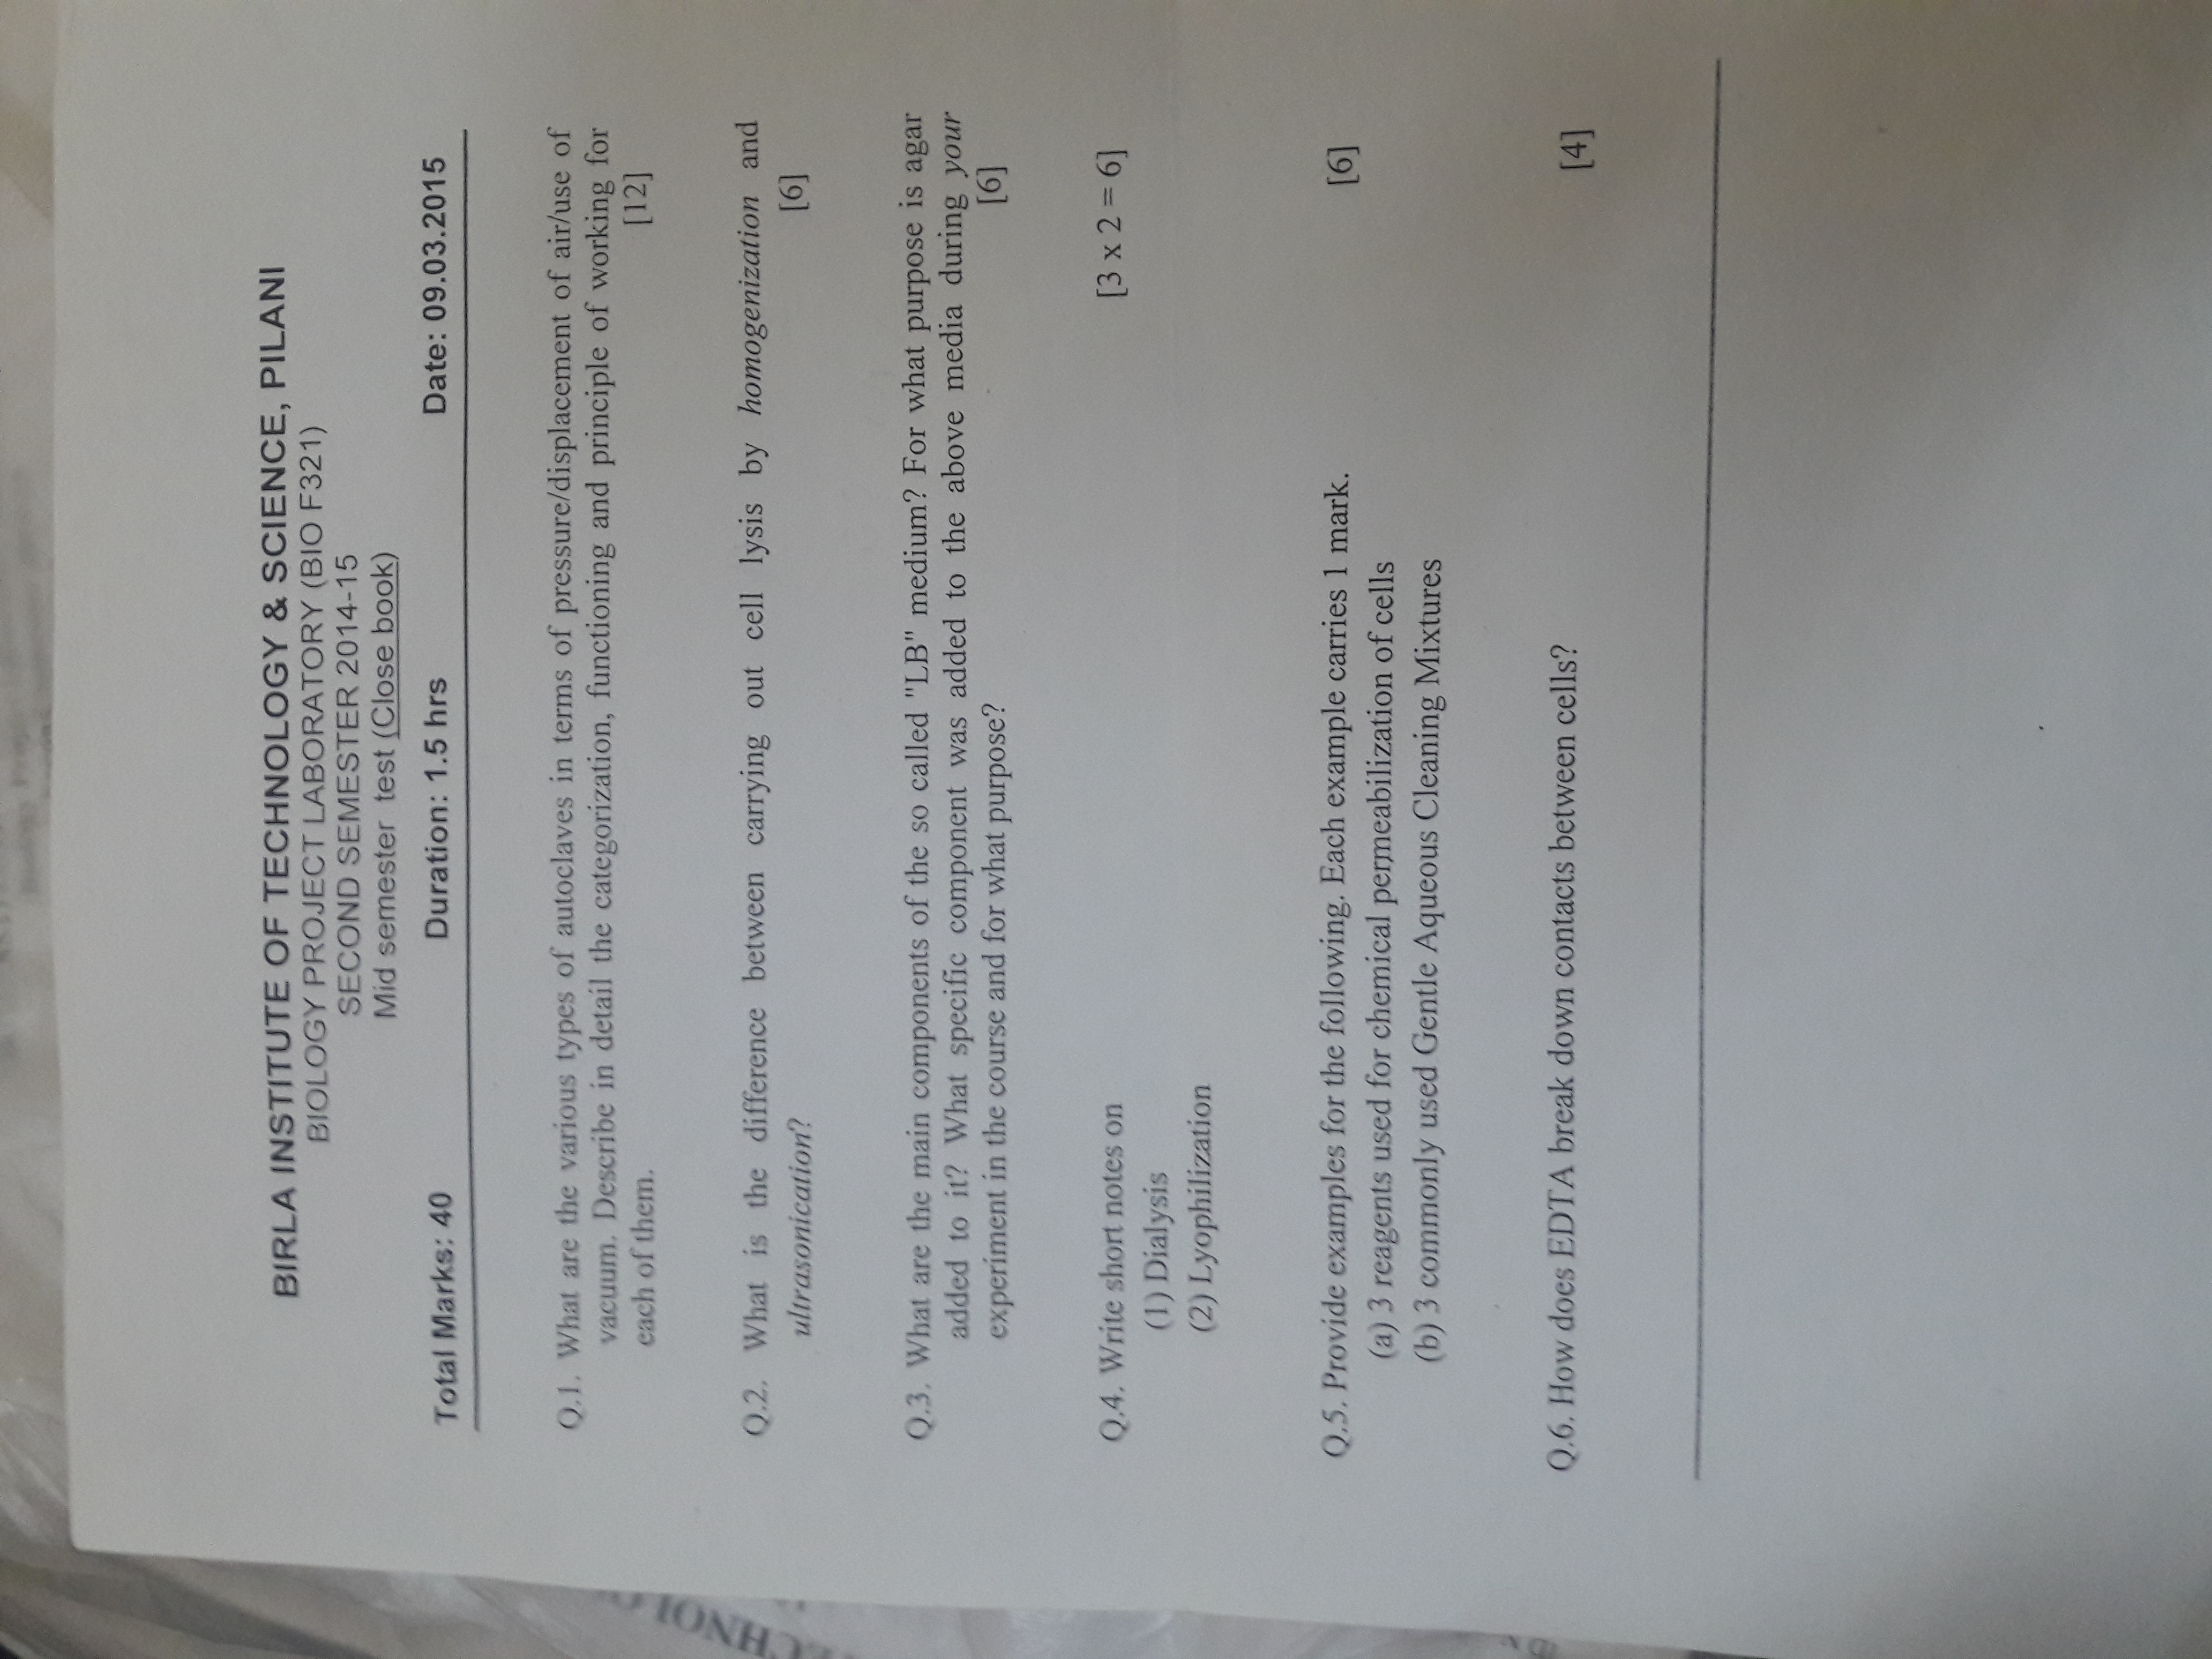 BIRLA INSTITUTE OF TECHNOLOGY & SCIENCE, PILANI
BIOLOGY PROJECT LABORATORY (BIO F321)
SECOND SEMESTER 2014-15
Mid semester test (Close book)
Total Marks: 40 Duration: 1.5 hrs Date: 09.03.2015
Q.1. What are the various types of autoclaves in terms of pressure/displacement of air/use of
vacuum. Describe in detail the categorization, functioning and principle of working for
each of them. [12]
Q.2. What is the difference between carrying out cell lysis by homogenization and
ultrasonication? [6]
Q.3. What are the main components of the so called "LB" medium? For what purpose is agar
added to it? What specific component was added to the above media during your
experiment in the course and for what purpose? [6]
Q.4. Write short notes on [3 x 2 = 6]
(1) Dialysis
(2) Lyophilization
Q.5. Provide examples for the following. Each example carries 1 mark. [6]
(a) 3 reagents used for chemical permeabilization of cells
(b) 3 commonly used Gentle Aqueous Cleaning Mixtures
Q.6. How does EDTA break down contacts between cells? [4]